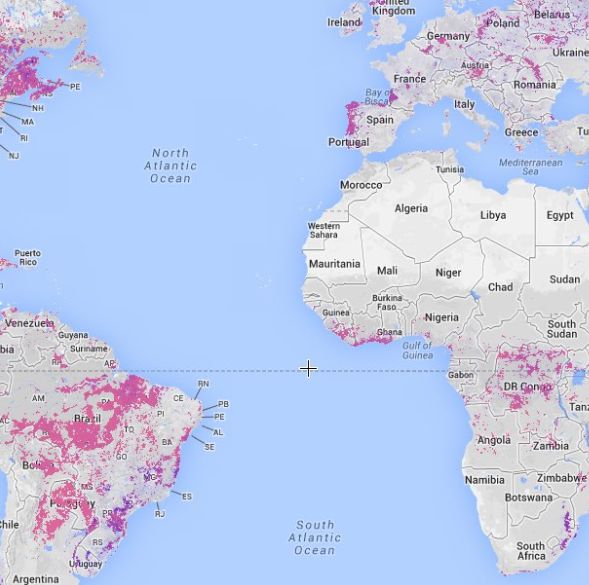 United
Kingdom
Ireland
Poland
Belarus
Germany
Ukraine
Austria
France
Romania
Bay o
Bisca
Italy
Spain
Portugal
Greece
Tu
Mediterranean
Sea
Tunisia
Morocco
Algeria
Libya
Egypt
Western
Sahara
Mauritania
Mali
Niger
Chad
Sudan
Burkina
Faso
Guinea
Nigeria
Ghana
South
Sudan
Gulf of
Guinea
Gabon
DR Congo
Tanz
Angola
Zambia
Namibia
Zimbabwe
Botswana
South
Africa
PE
NH
MA
RI
NJ
North
Atlantic
Ocean
Puerto
Rico
Venezuela
Guyana
Suriname
AM
CE
RN
PB
PE
AL
SE
PI
Brazil
TO
BA
GO
MG
ES
RJ
MS
PR
RS
Paraguay
Uruguay
Argentina
Chile
South
Atlantic
Ocean